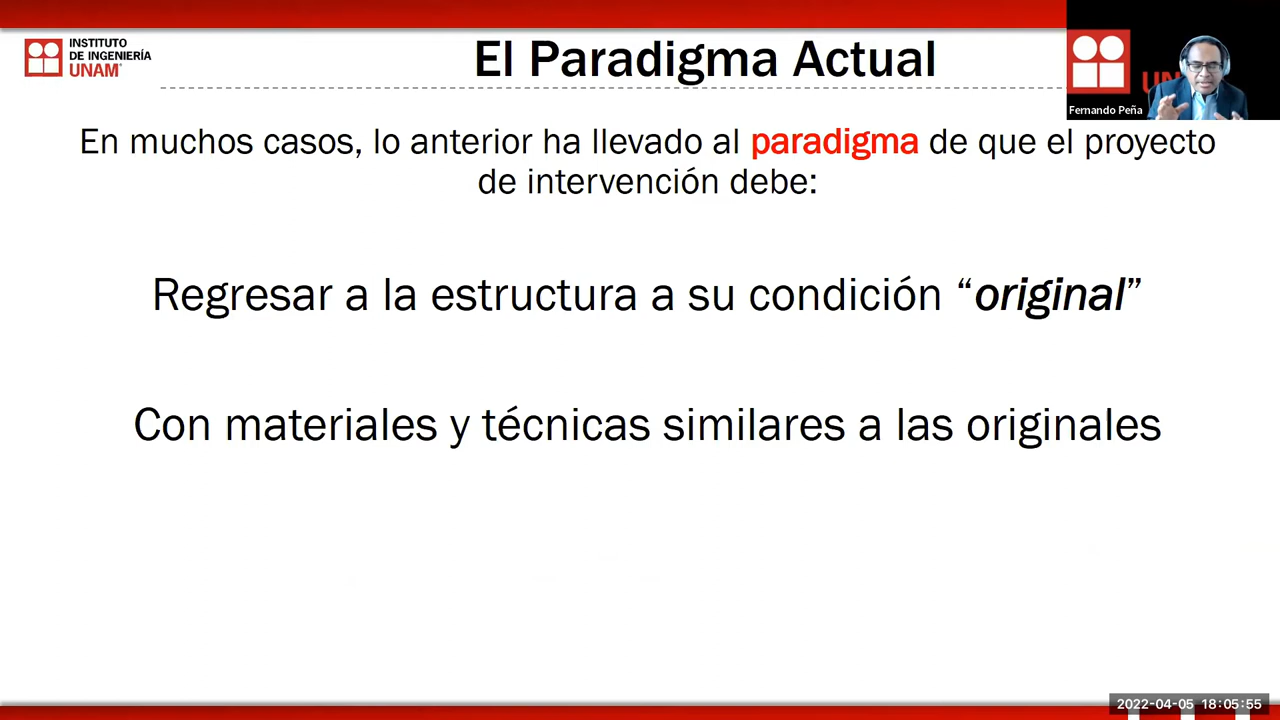 INSTITUTO
DE INGENIERÍA
UNAM
El Paradigma Actual
Fernando Peña
En muchos casos, lo anterior ha llevado al paradigma de que el proyecto
de intervención debe:
Regresar a la estructura a su condición “original”
Con materiales y técnicas similares a las originales
2022-04-05 18:05:55